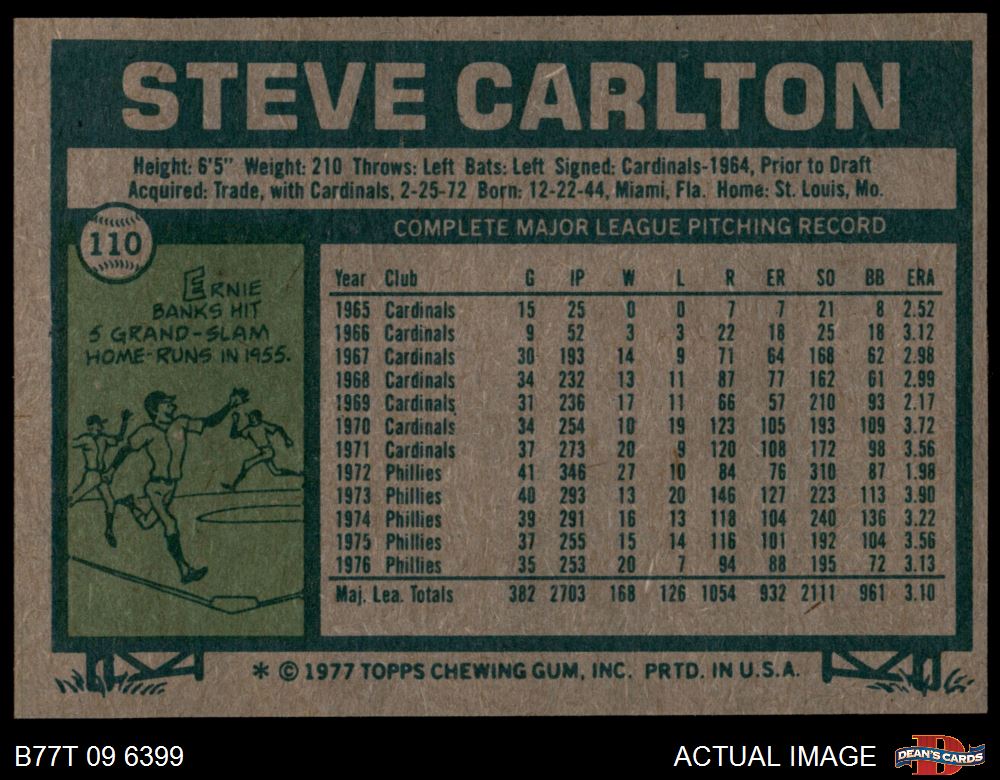 STEVE CARLTON
Height: 6'5" Weight: 210 Throws: Left Bats: Left Signed: Cardinals-1964, Prior to Draft
Acquired: Trade, with Cardinals, 2-25-72 Born: 12-22-44, Miami, Fla. Home: St. Louis, Mo.
110
ERNIE
BANKS HIT
5 GRAND-SLAM
HOME-RUNS IN 1955.
COMPLETE MAJOR LEAGUE PITCHING RECORD
Year Club G IP W L R ER SO BB ERA
1965 Cardinals 15 25 0 0 7 7 21 8 2.52
1966 Cardinals 9 52 3 3 22 18 25 18 3.12
1967 Cardinals 30 193 14 9 71 64 168 62 2.98
1968 Cardinals 34 232 13 11 87 77 162 61 2.99
1969 Cardinals 31 236 17 11 66 57 210 93 2.17
1970 Cardinals 34 254 10 19 123 105 193 109 3.72
1971 Cardinals 37 273 20 9 120 108 172 98 3.56
1972 Phillies 41 346 27 10 84 76 310 87 1.98
1973 Phillies 40 293 13 20 146 127 223 113 3.90
1974 Phillies 39 291 16 13 118 104 240 136 3.22
1975 Phillies 37 255 15 14 116 101 192 104 3.56
1976 Phillies 35 253 20 7 94 88 195 72 3.13
Maj. Lea. Totals 382 2703 168 126 1054 932 2111 961 3.10
* © 1977 TOPPS CHEWING GUM, INC. PRTD. IN U.S.A.
B77T 09 6399
ACTUAL IMAGE
D
DEAN'S CARDS